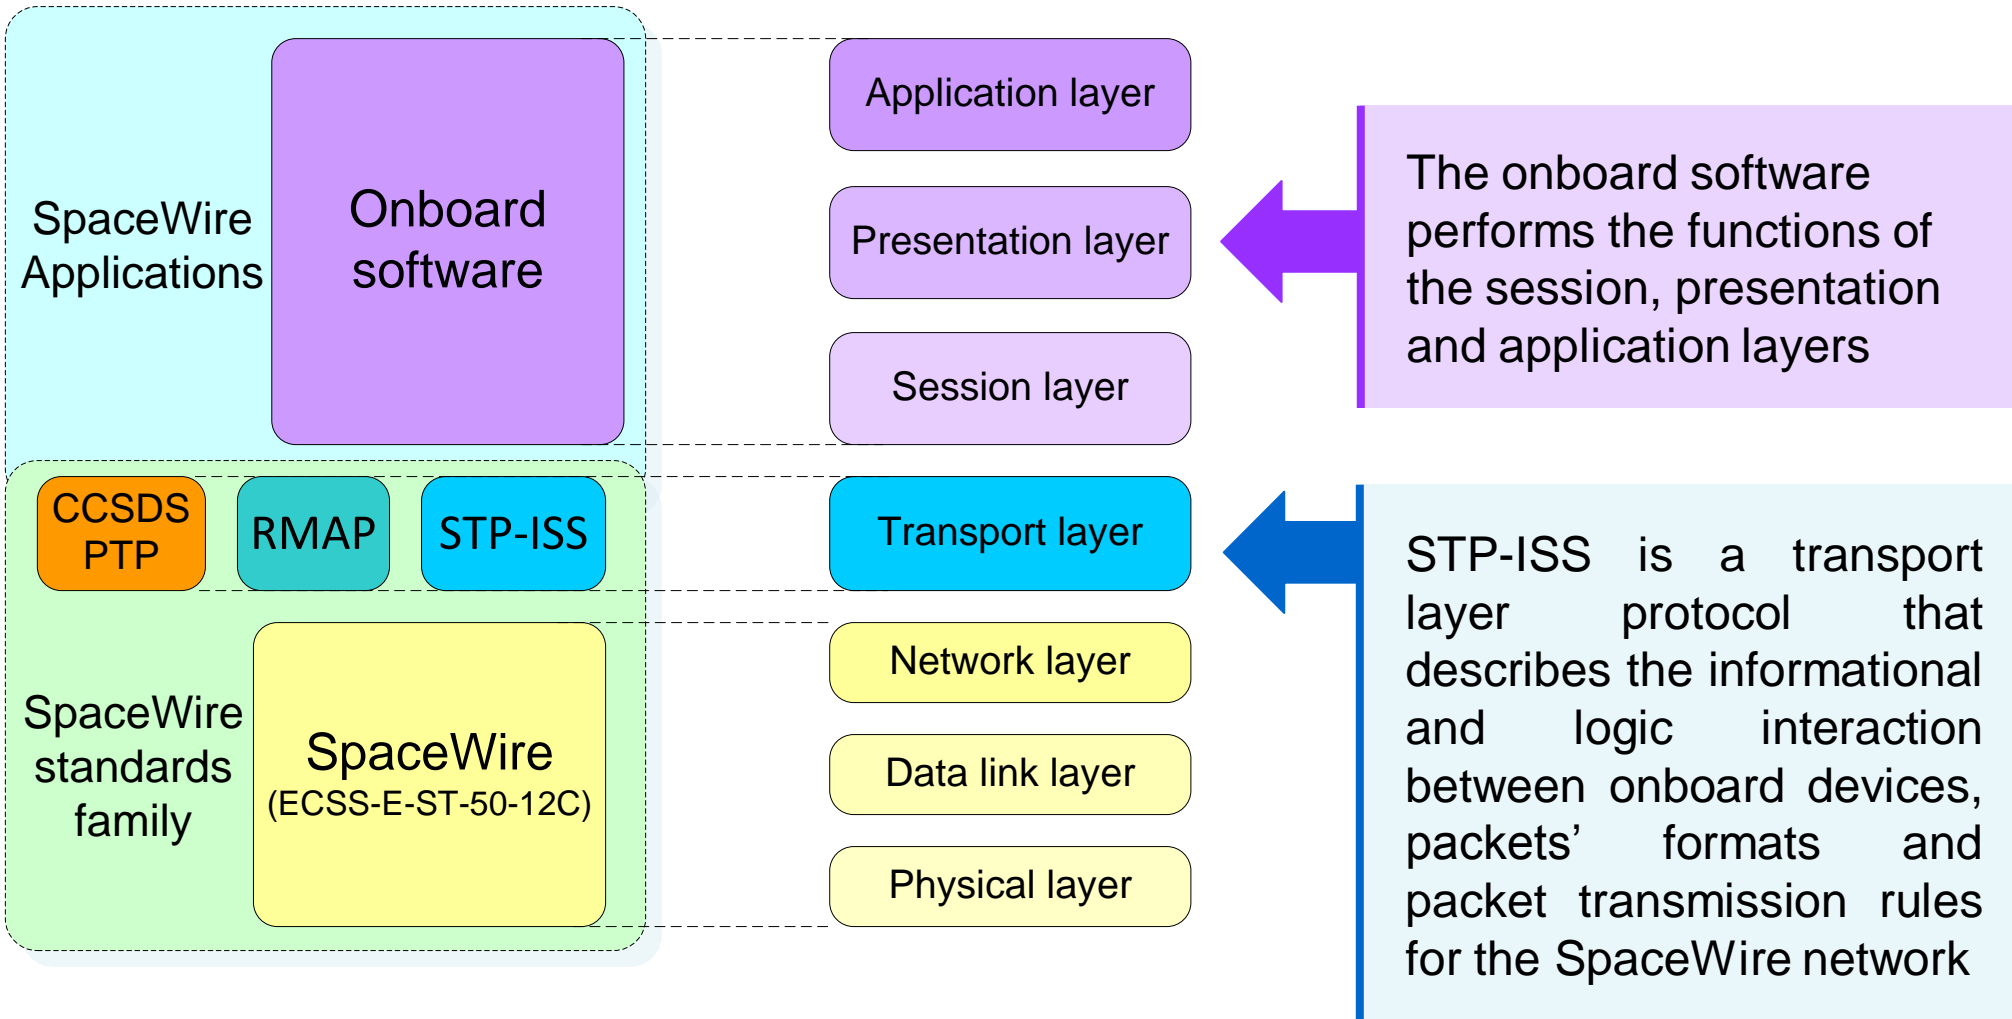 SpaceWire
Applications
Onboard
software
CCSDS
PTP
RMAP
STP-ISS
SpaceWire
standards
family
SpaceWire
(ECSS-E-ST-50-12C)
Application layer
Presentation layer
Session layer
Transport layer
Network layer
Data link layer
Physical layer
The onboard software
performs the functions of
the session, presentation
and application layers
STP-ISS is a transport
layer protocol that
describes the informational
and logic interaction
between onboard devices,
packets’ formats and
packet transmission rules
for the SpaceWire network